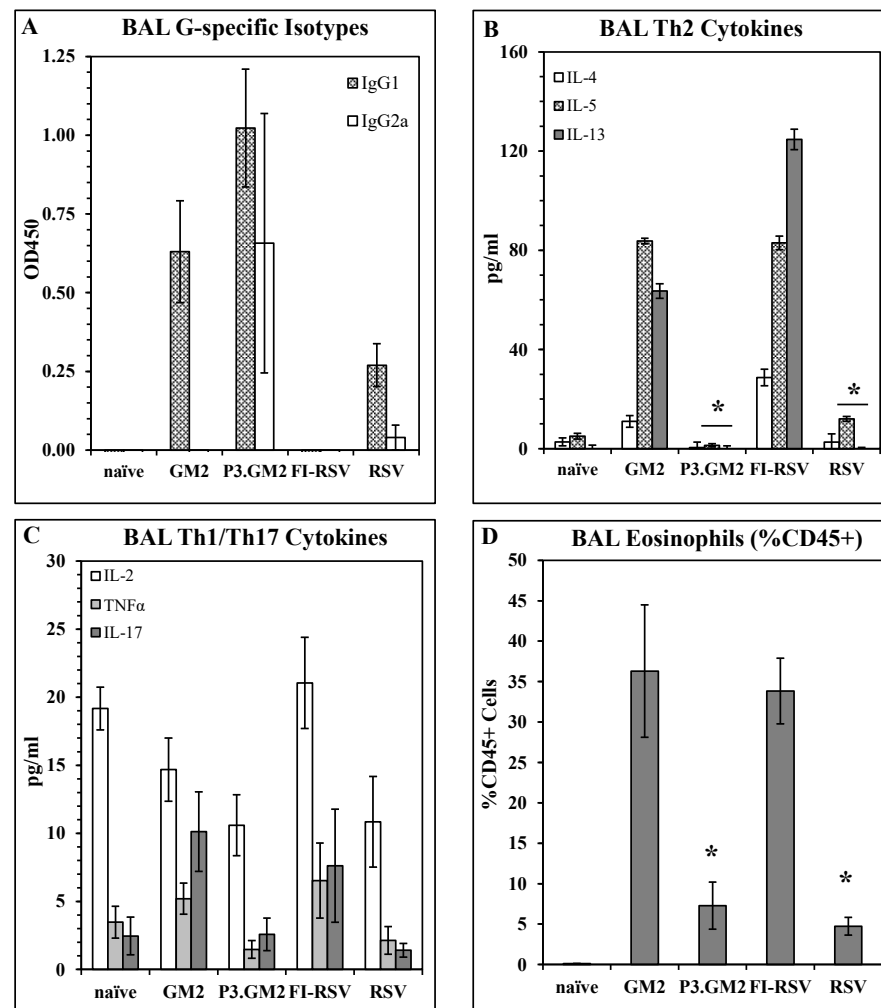 A
BAL G-specific Isotypes
1.25
1.00
0.75
0.50
0.25
0.00
OD450
IgG1
IgG2a
naïve GM2 P3.GM2 FI-RSV RSV
B
BAL Th2 Cytokines
160
120
80
40
0
pg/ml
IL-4
IL-5
IL-13
*
*
naïve GM2 P3.GM2 FI-RSV RSV
C
BAL Th1/Th17 Cytokines
30
25
20
15
10
5
0
pg/ml
IL-2
TNFα
IL-17
naïve GM2 P3.GM2 FI-RSV RSV
D
BAL Eosinophils (%CD45+)
50
45
40
35
30
25
20
15
10
5
0
%CD45+ Cells
*
*
naïve GM2 P3.GM2 FI-RSV RSV